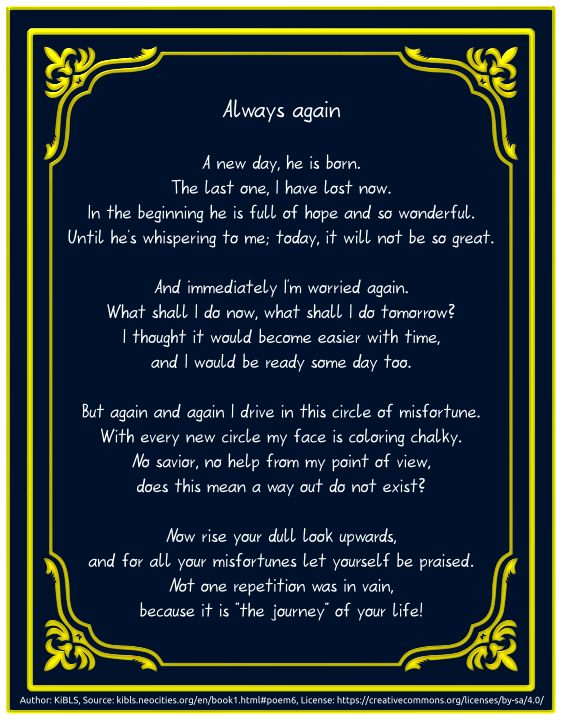 Always again
A new day, he is born.
The last one, I have lost now.
In the beginning he is full of hope and so wonderful.
Until he's whispering to me; today, it will not be so great.
And immediately I'm worried again.
What shall I do now, what shall I do tomorrow?
I thought it would become easier with time,
and I would be ready some day too.
But again and again I drive in this circle of misfortune.
With every new circle my face is coloring chalky.
No savior, no help from my point of view,
does this mean a way out do not exist?
Now rise your dull look upwards,
and for all your misfortunes let yourself be praised.
Not one repetition was in vain,
because it is "the journey" of your life!
Author: KiBLS, Source: kibls.neocities.org/en/book1.html#poem6, License: https://creativecommons.org/licenses/by-sa/4.0/